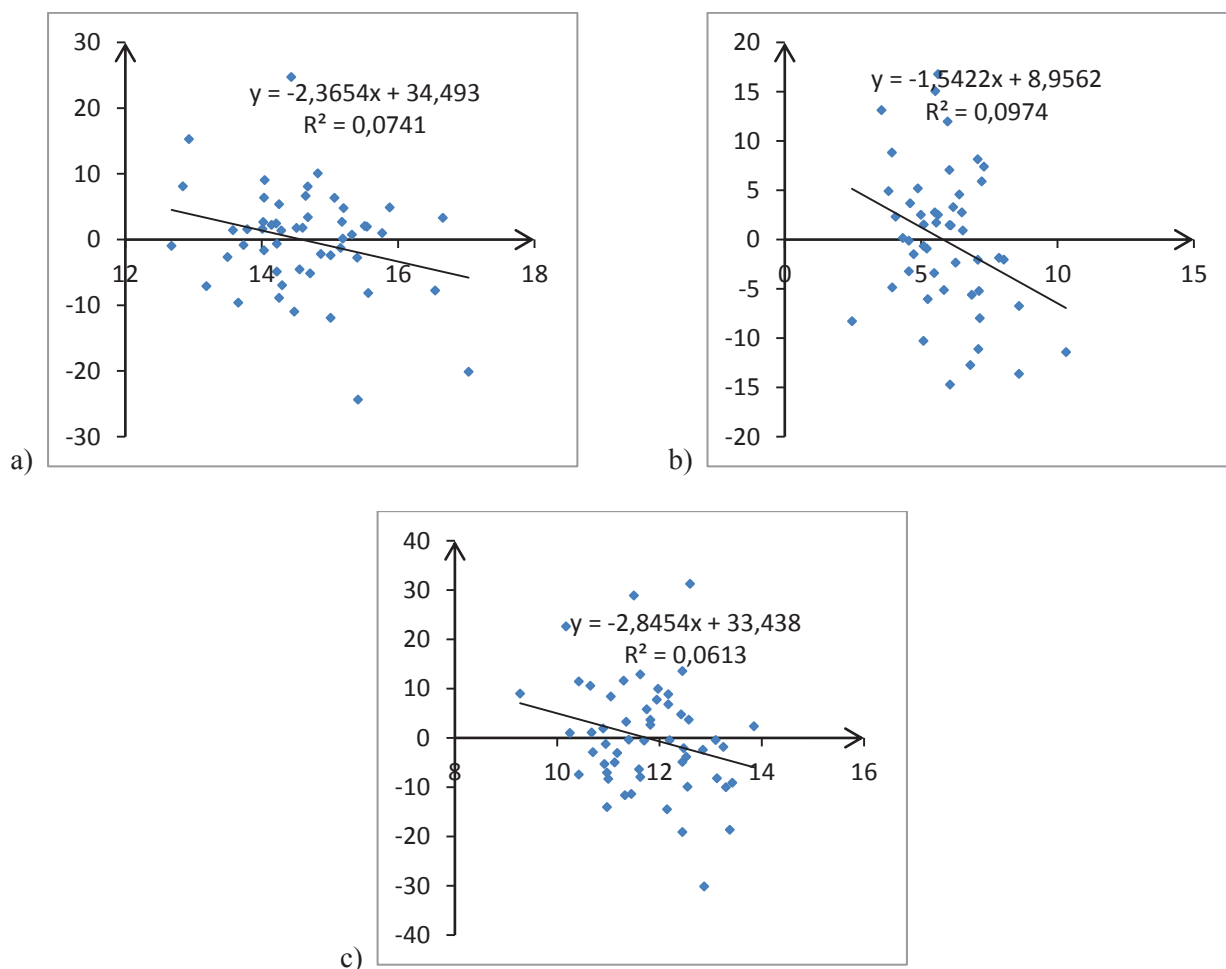 30
20
10
0
-10
-20
-30
12 14 16 18
y = -2,3654x + 34,493
R² = 0,0741
a)
20
15
10
5
0
-5
-10
-15
-20
0 5 10 15
y = -1,5422x + 8,9562
R² = 0,0974
b)
40
30
20
10
0
-10
-20
-30
-40
8 10 12 14 16
y = -2,8454x + 33,438
R² = 0,0613
c)